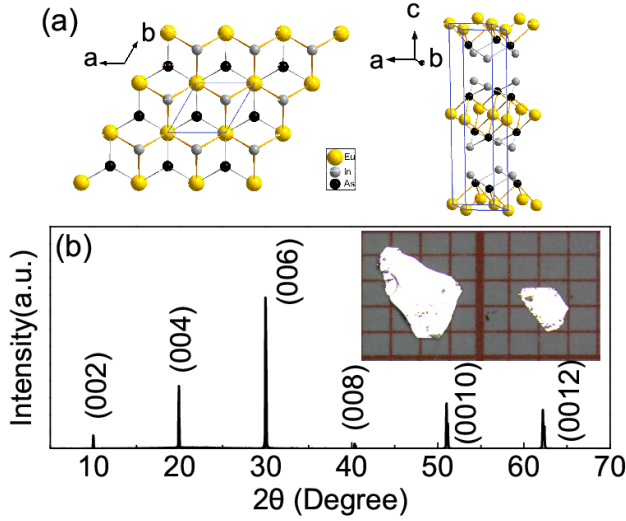 (a)
b
a
c
a
b
Eu
In
As
(b)
Intensity(a.u.)
(002)
(004)
(006)
(008)
(0010)
(0012)
10 20 30 40 50 60 70
2θ (Degree)